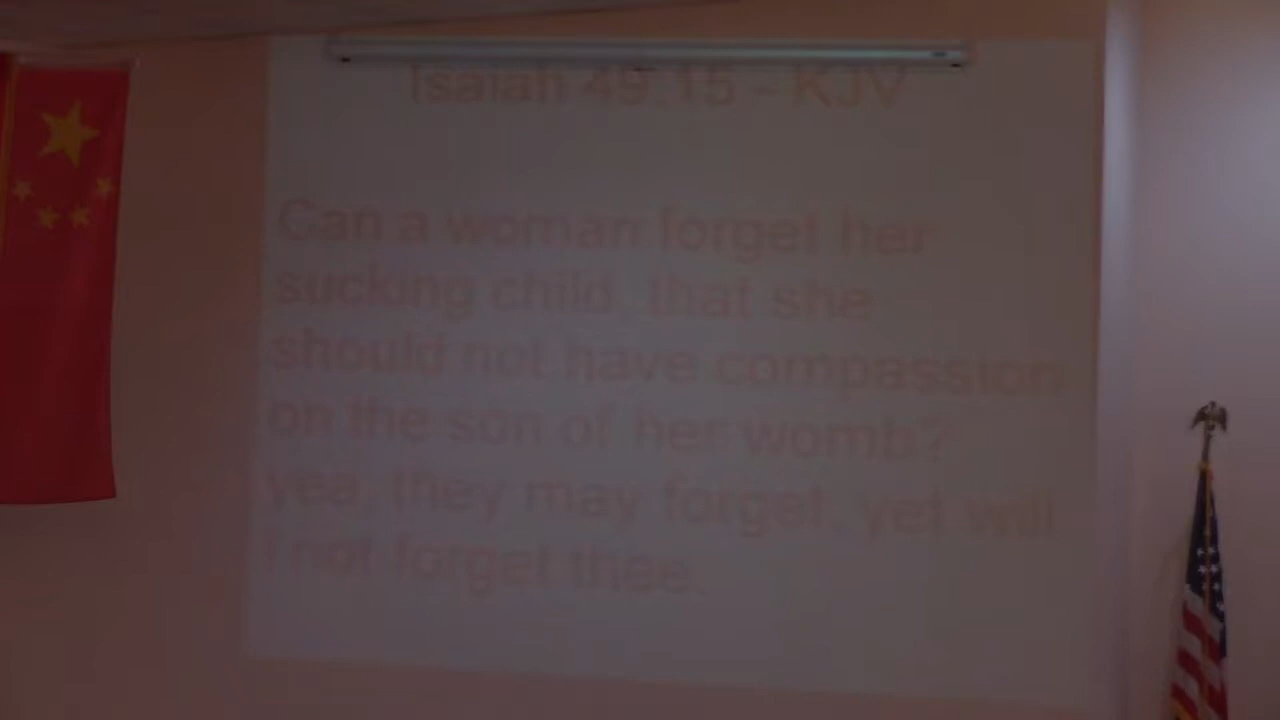 Isaiah 49:15 - KJV
Can a woman forget her
sucking child, that she
should not have compassion
on the son of her womb?
yea, they may forget, yet will
I not forget thee.